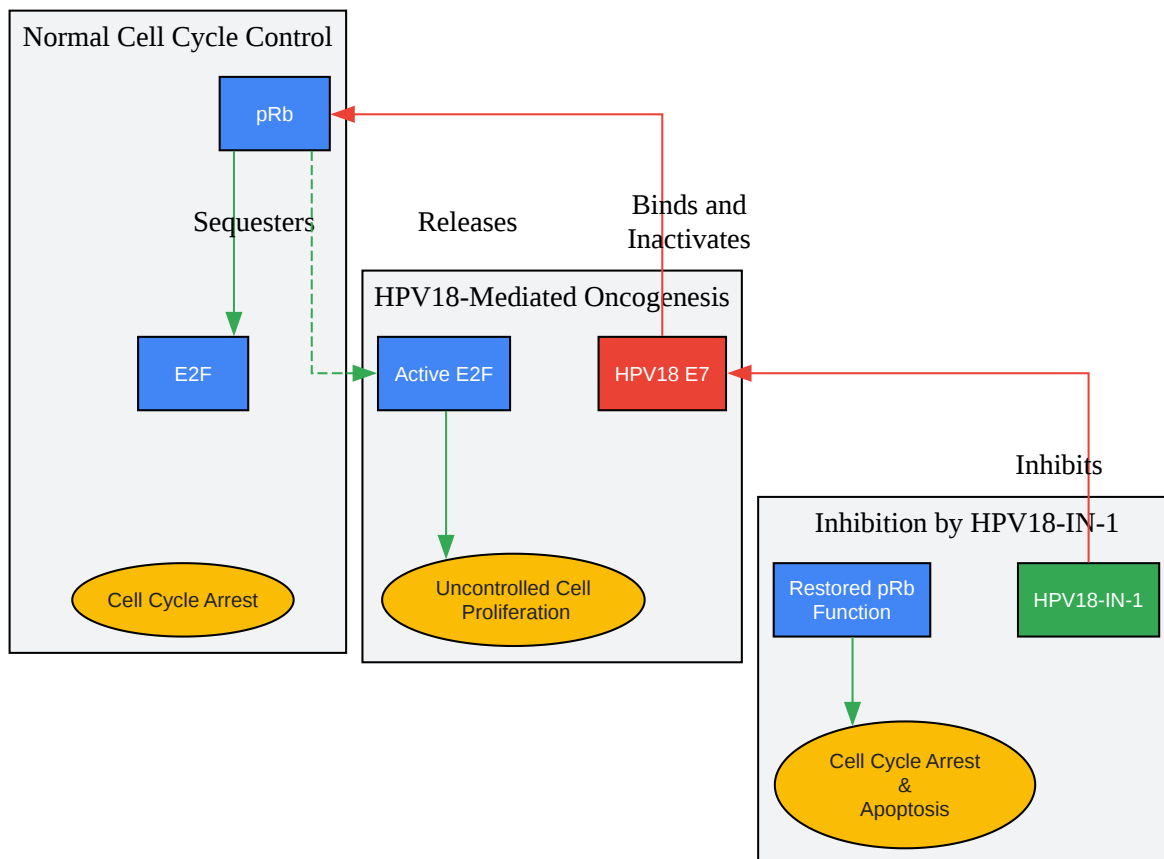 Normal Cell Cycle Control
pRb
Sequesters
Releases
Binds and
Inactivates
HPV18-Mediated Oncogenesis
E2F
Active E2F
HPV18 E7
Inhibits
Inhibition by HPV18-IN-1
Cell Cycle Arrest
Uncontrolled Cell
Proliferation
Restored pRb
Function
HPV18-IN-1
Cell Cycle Arrest
&
Apoptosis